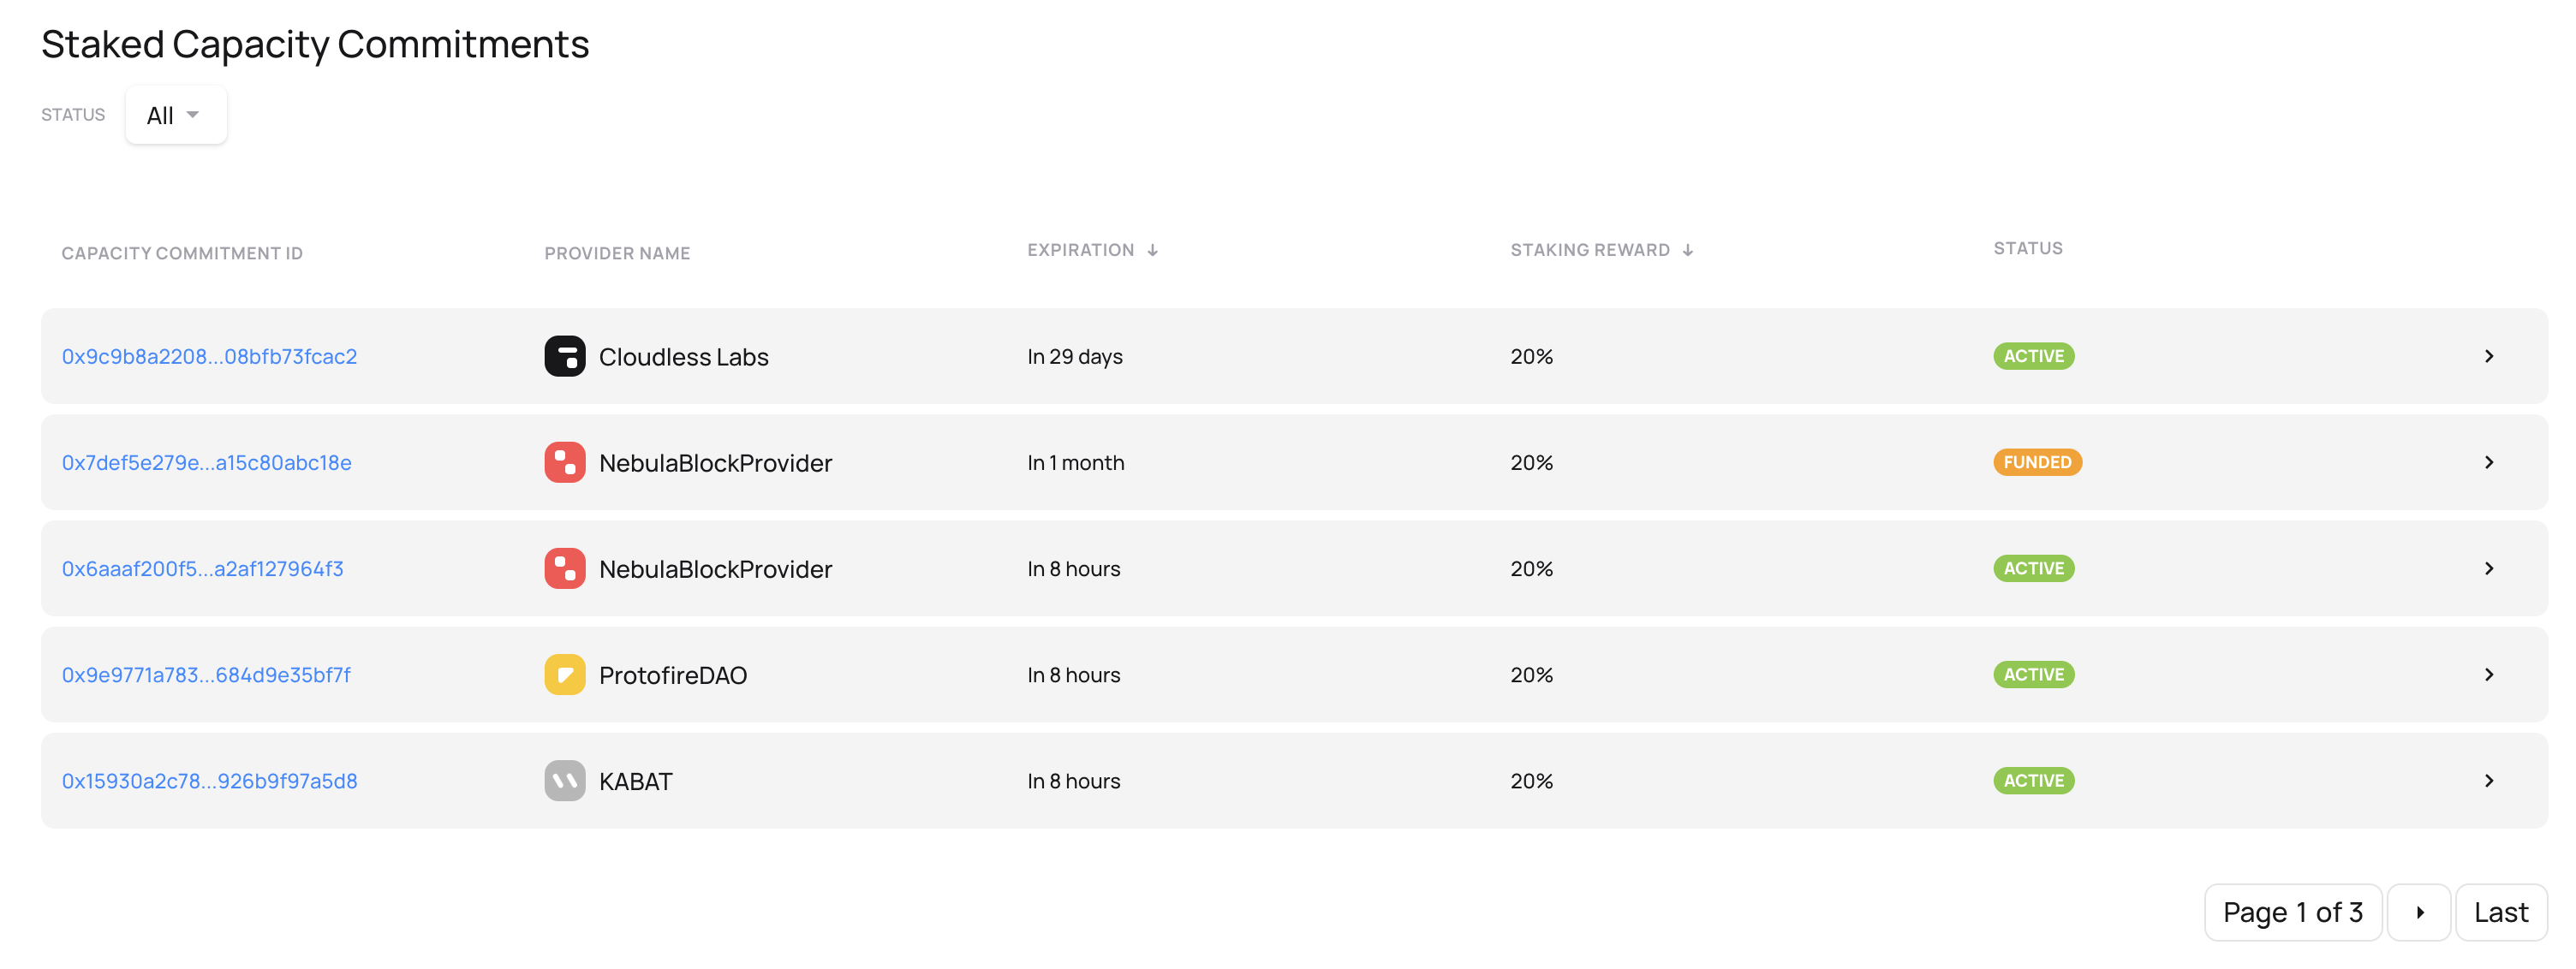 Staked Capacity Commitments
STATUS All
CAPACITY COMMITMENT ID PROVIDER NAME EXPIRATION ↓ STAKING REWARD ↓ STATUS
0x9c9b8a2208...08bfb73fcac2 Cloudless Labs In 29 days 20% ACTIVE
0x7def5e279e...a15c80abc18e NebulaBlockProvider In 1 month 20% FUNDED
0x6aaaf200f5...a2af127964f3 NebulaBlockProvider In 8 hours 20% ACTIVE
0x9e9771a783...684d9e35bf7f ProtofireDAO In 8 hours 20% ACTIVE
0x15930a2c78...926b9f97a5d8 KABAT In 8 hours 20% ACTIVE
Page 1 of 3 Last